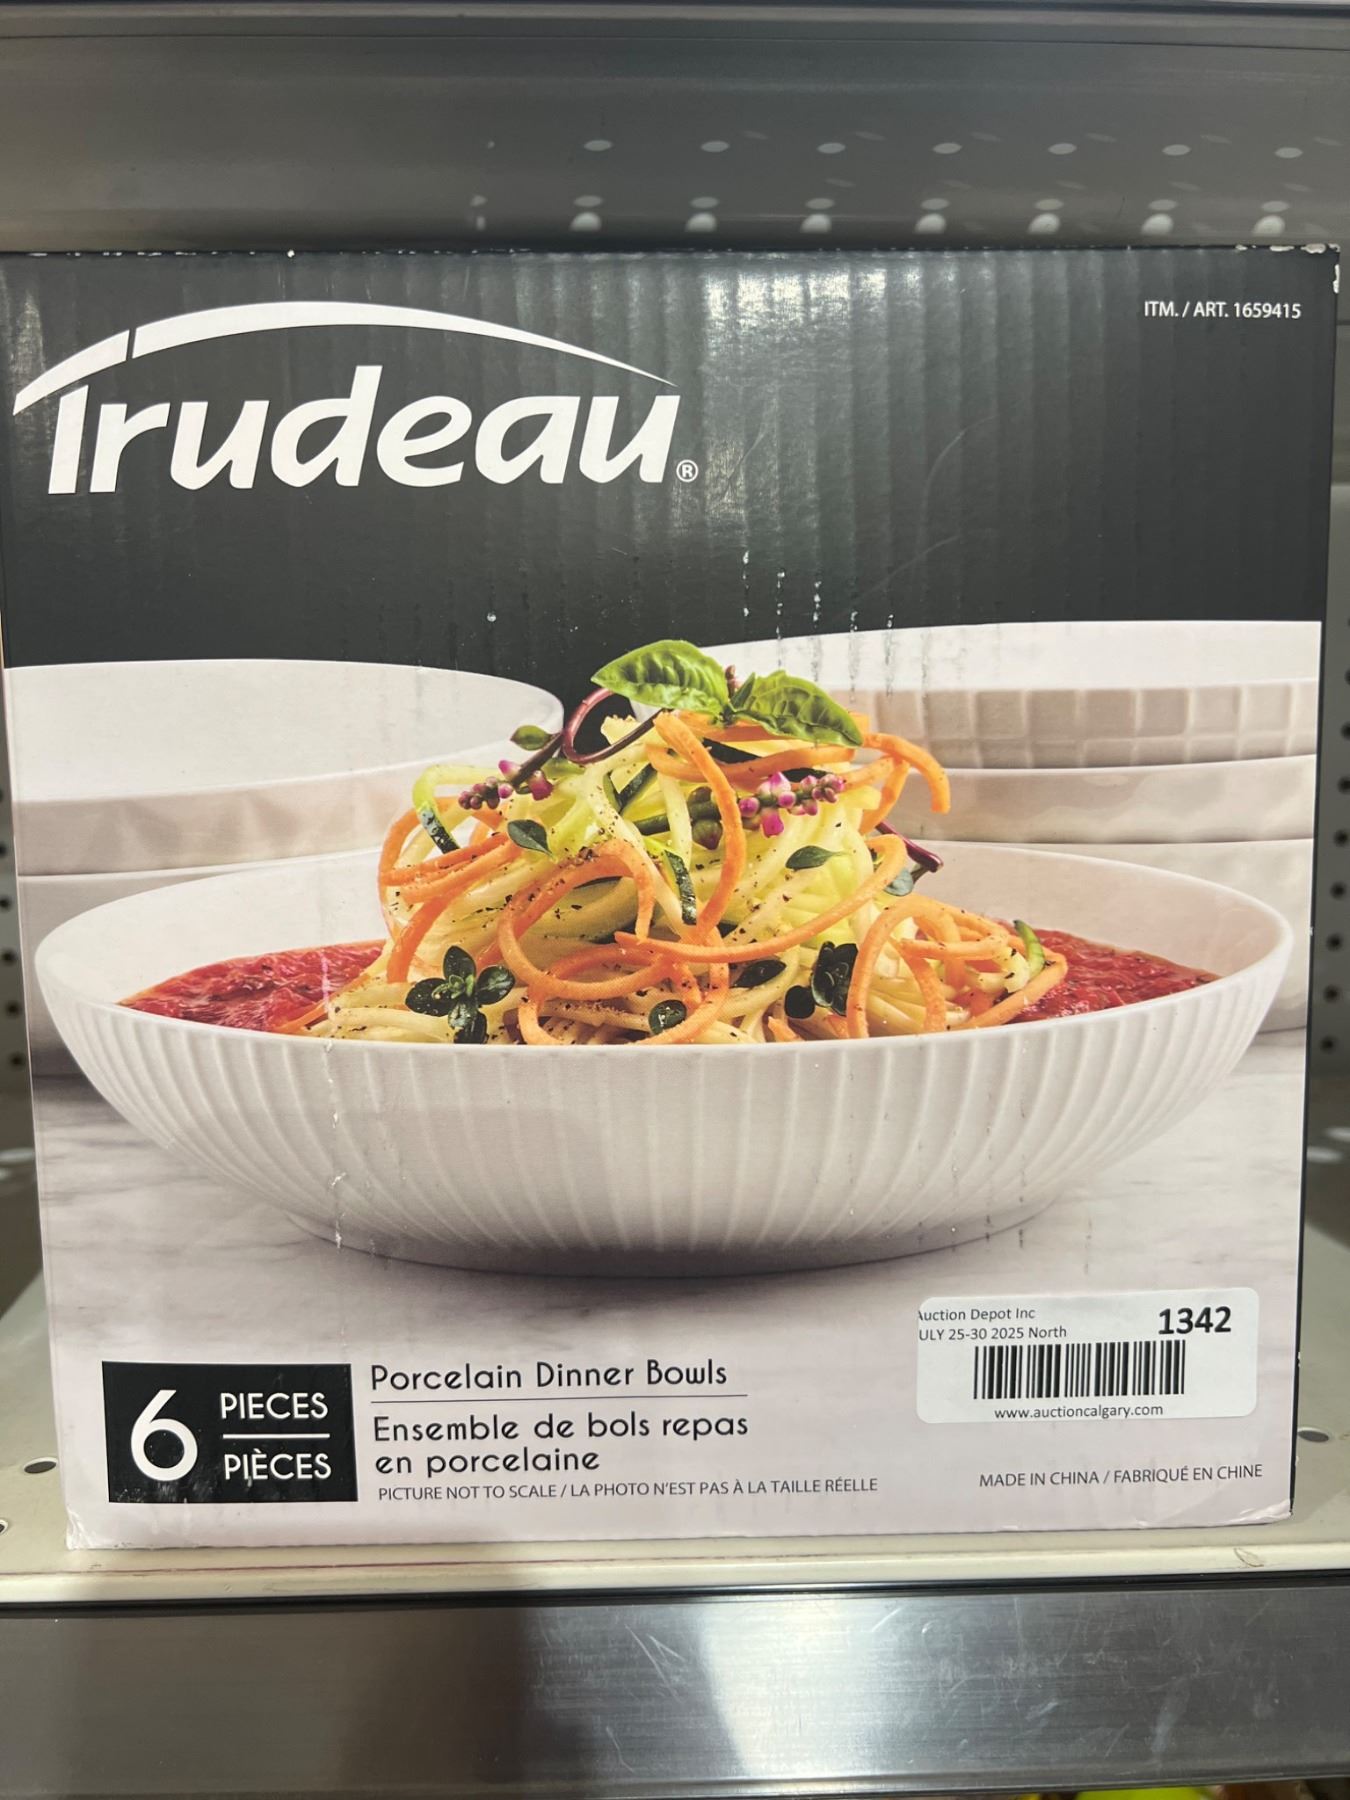 ITM. / ART. 1659415
Trudeau®
Auction Depot Inc
ULY 25-30 2025 North
1342
www.auctioncalgary.com
6 PIECES
PIÈCES
Porcelain Dinner Bowls
Ensemble de bols repas
en porcelaine
PICTURE NOT TO SCALE / LA PHOTO N'EST PAS À LA TAILLE RÉELLE
MADE IN CHINA / FABRIQUÉ EN CHINE